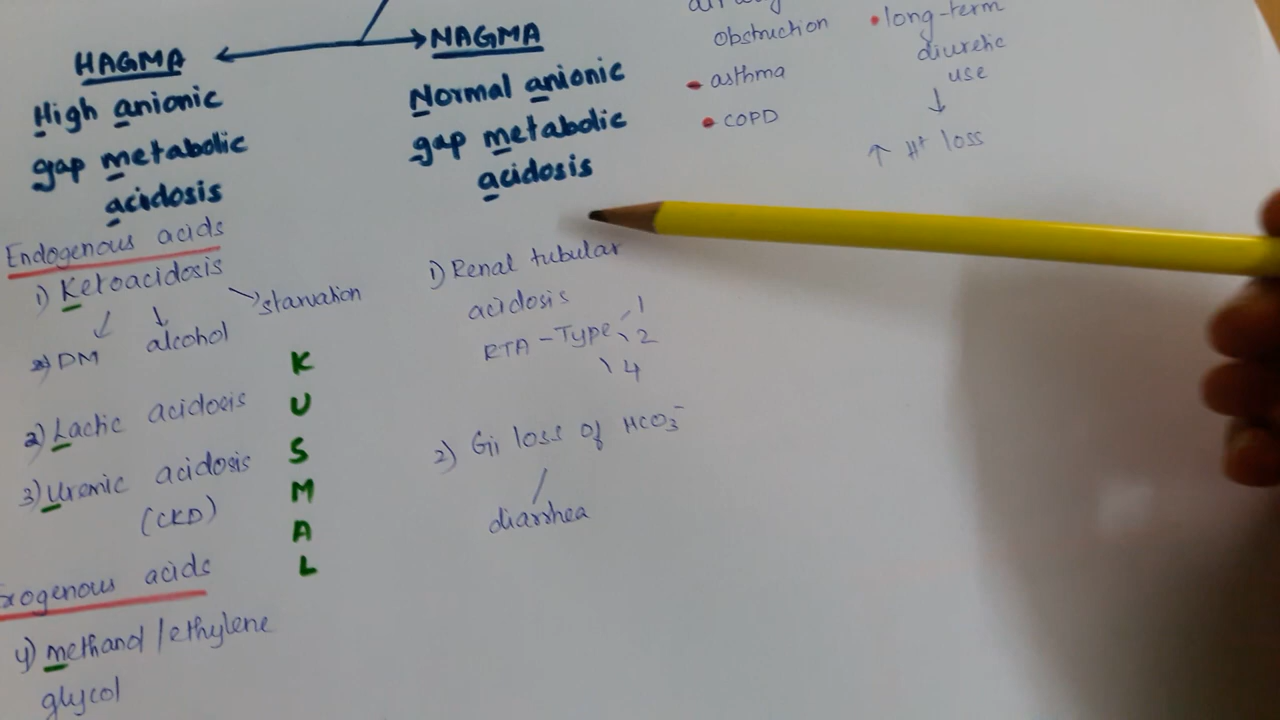 HAGMA
High anionic
gap metabolic
acidosis
Endogenous acids
1) Ketoacidosis
starvation
DM
alcohol
2) Lactic acidosis
3) Uremic acidosis
(CKD)
exogenous acids
4) methanol / ethylene
glycol
K
U
S
M
A
L
NAGMA
Normal anionic
gap metabolic
acidosis
1) Renal tubular
acidosis
RTA - Type 1
2
4
2) GI loss of HCO3-
diarrhea
obstruction
• asthma
• COPD
• long-term
diuretic
use
↓
↑ H+ loss